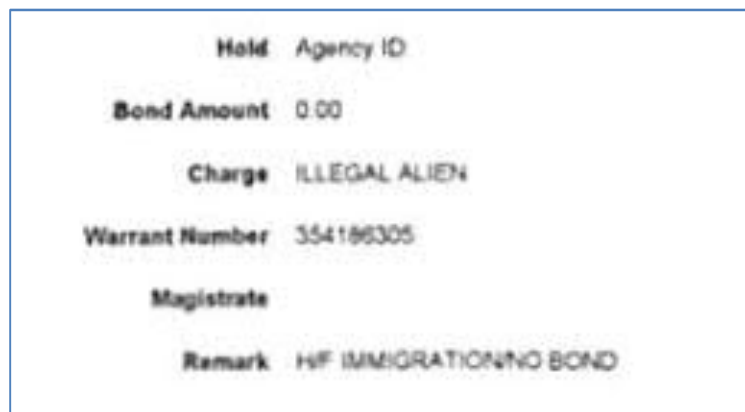 Hold Agency ID
Bond Amount 0.00
Charge ILLEGAL ALIEN
Warrant Number 354186305
Magistrate
Remark H/F IMMIGRATION/NO BOND